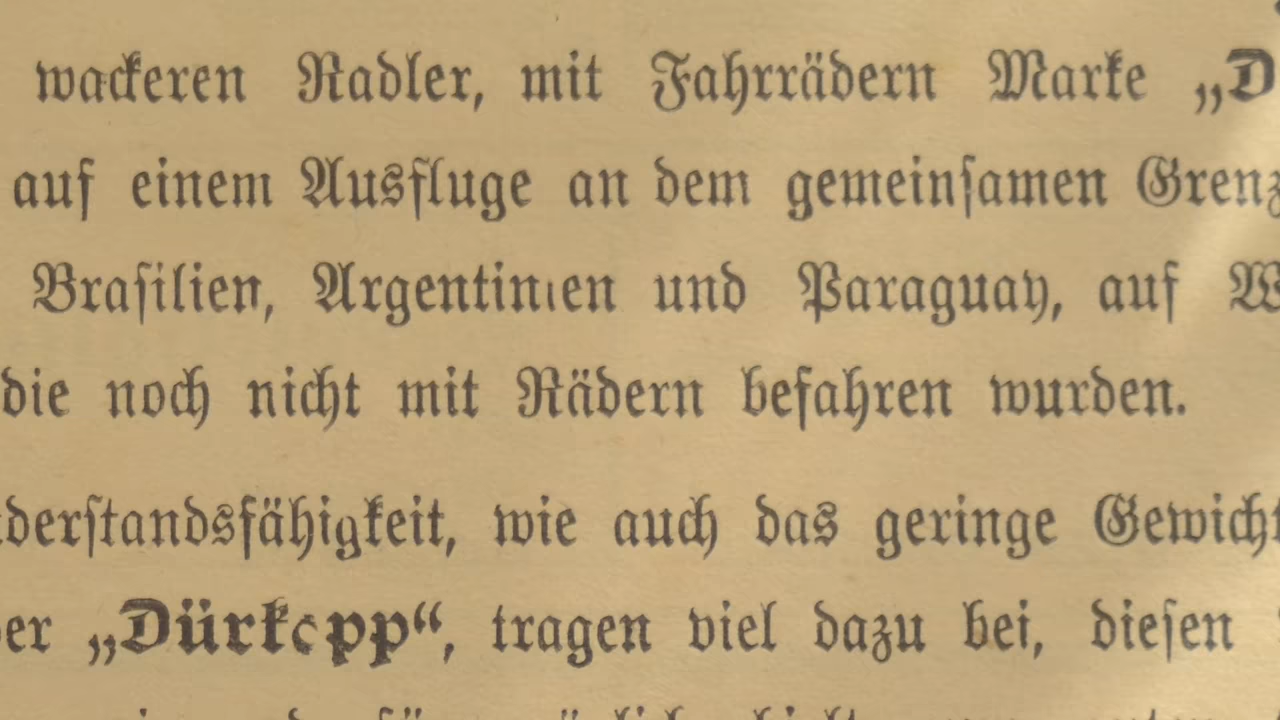 wackeren Radler, mit Fahrrädern Marke „D
auf einem Ausfluge an dem gemeinsamen Grenz
Brasilien, Argentinien und Paraguay, auf W
die noch nicht mit Rädern befahren wurden.
derstandsfähigkeit, wie auch das geringe Gewicht
er „Dürkopp“, tragen viel dazu bei, diesen